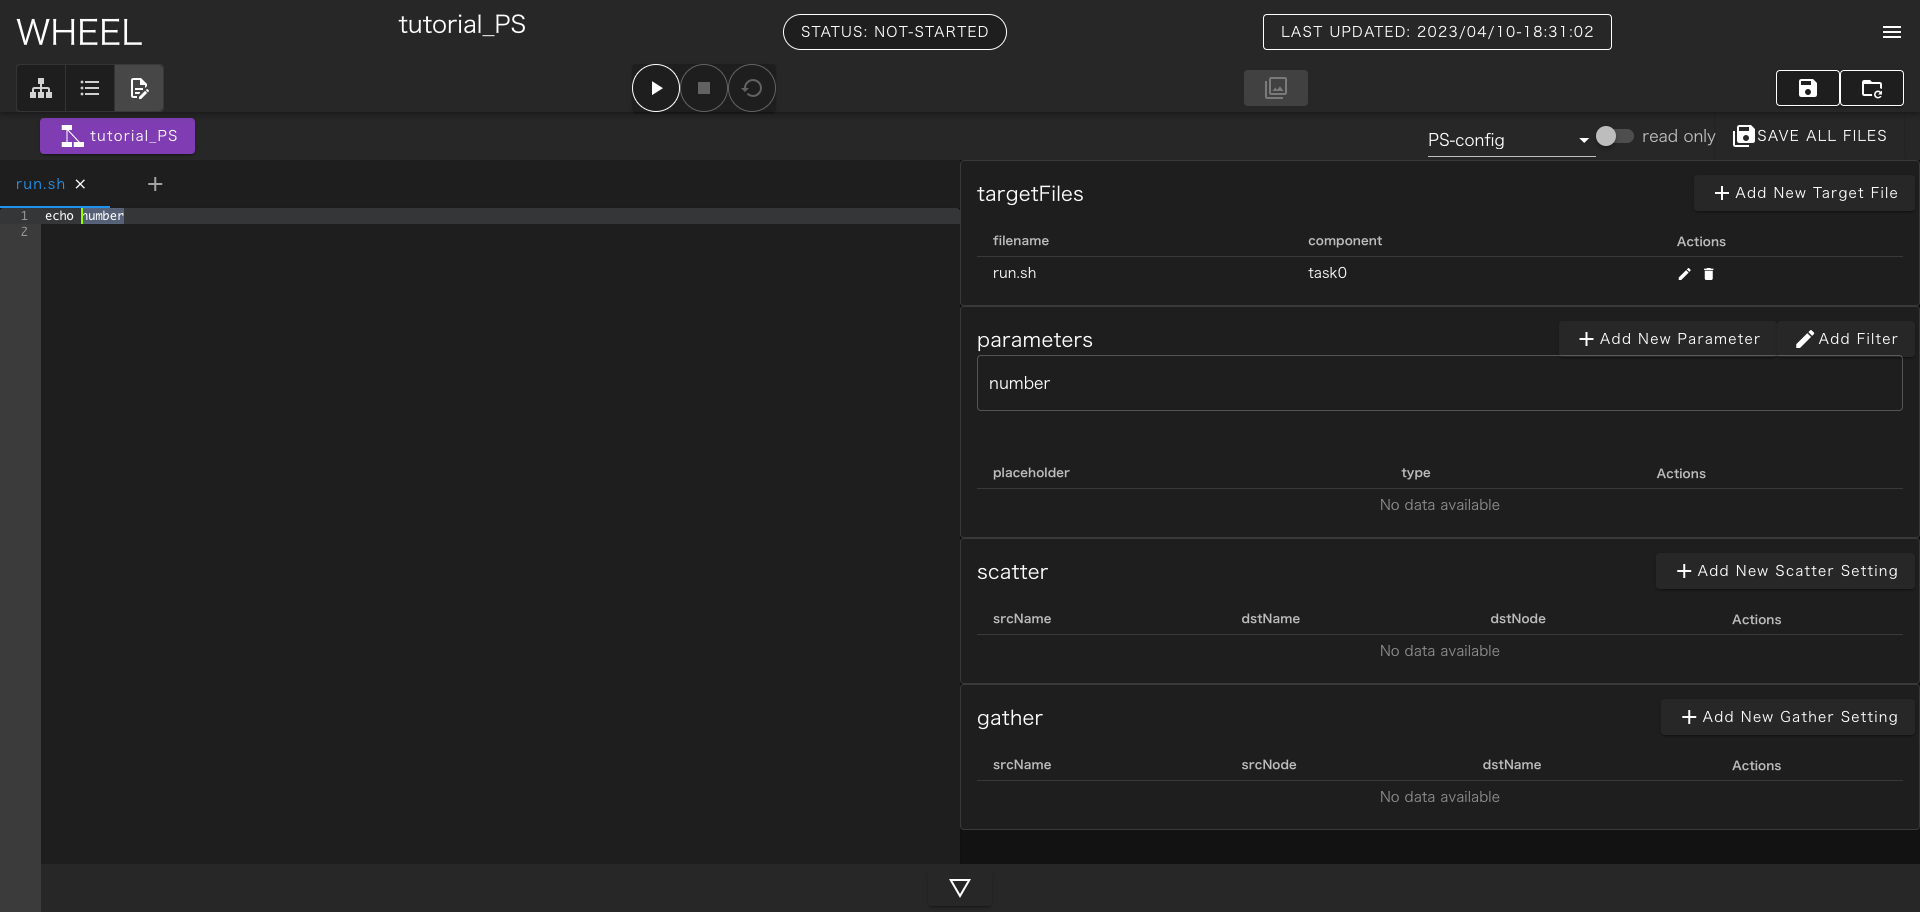 WHEEL
tutorial_PS
STATUS: NOT-STARTED
LAST UPDATED: 2023/04/10-18:31:02
tutorial_PS
PS-config
read only
SAVE ALL FILES
run.sh
1 echo number
2
targetFiles
Add New Target File
filename component Actions
run.sh task0
parameters
Add New Parameter
Add Filter
number
placeholder type Actions
No data available
scatter
Add New Scatter Setting
srcName dstName dstNode Actions
No data available
gather
Add New Gather Setting
srcName srcNode dstName Actions
No data available